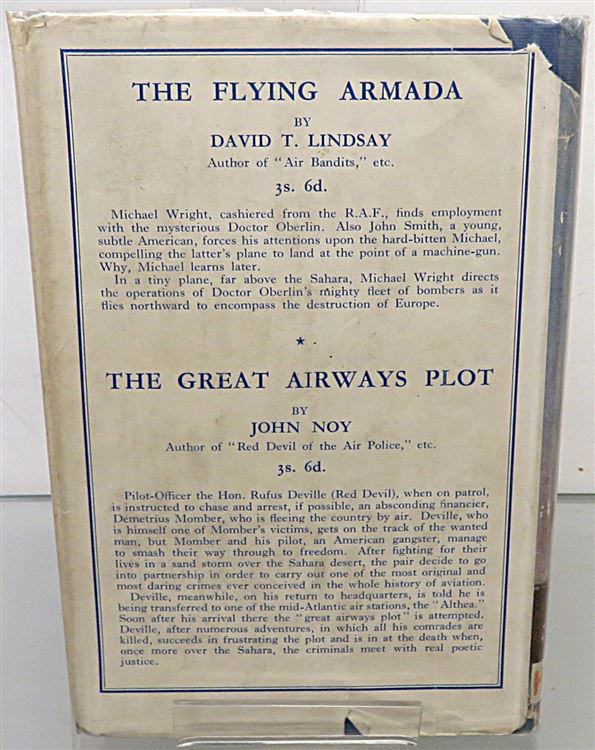 THE FLYING ARMADA
BY
DAVID T. LINDSAY
Author of "Air Bandits," etc.
3s. 6d.
Michael Wright, cashiered from the R.A.F., finds employment
with the mysterious Doctor Oberlin. Also John Smith, a young,
subtle American, forces his attentions upon the hard-bitten Michael,
compelling the latter's plane to land at the point of a machine-gun.
Why, Michael learns later.
In a tiny plane, far above the Sahara, Michael Wright directs
the operations of Doctor Oberlin's mighty fleet of bombers as it
flies northward to encompass the destruction of Europe.
THE GREAT AIRWAYS PLOT
BY
JOHN NOY
Author of "Red Devil of the Air Police," etc.
3s. 6d.
Pilot-Officer the Hon. Rufus Deville (Red Devil), when on patrol,
is instructed to chase and arrest, if possible, an absconding financier,
Demetrius Momber, who is fleeing the country by air. Deville, who
is himself one of Momber's victims, gets on the track of the wanted
man, but Momber and his pilot, an American gangster, manage
to smash their way through to freedom. After fighting for their
lives in a sand storm over the Sahara desert, the pair decide to go
into partnership in order to carry out one of the most original and
most daring crimes ever conceived in the whole history of aviation.
Deville, meanwhile, on his return to headquarters, is told he is
being transferred to one of the mid-Atlantic air stations, the "Althea."
Soon after his arrival there the "great airways plot" is attempted.
Deville, after numerous adventures, in which all his comrades are
killed, succeeds in frustrating the plot and is in at the death when,
once more over the Sahara, the criminals meet with real poetic
justice.